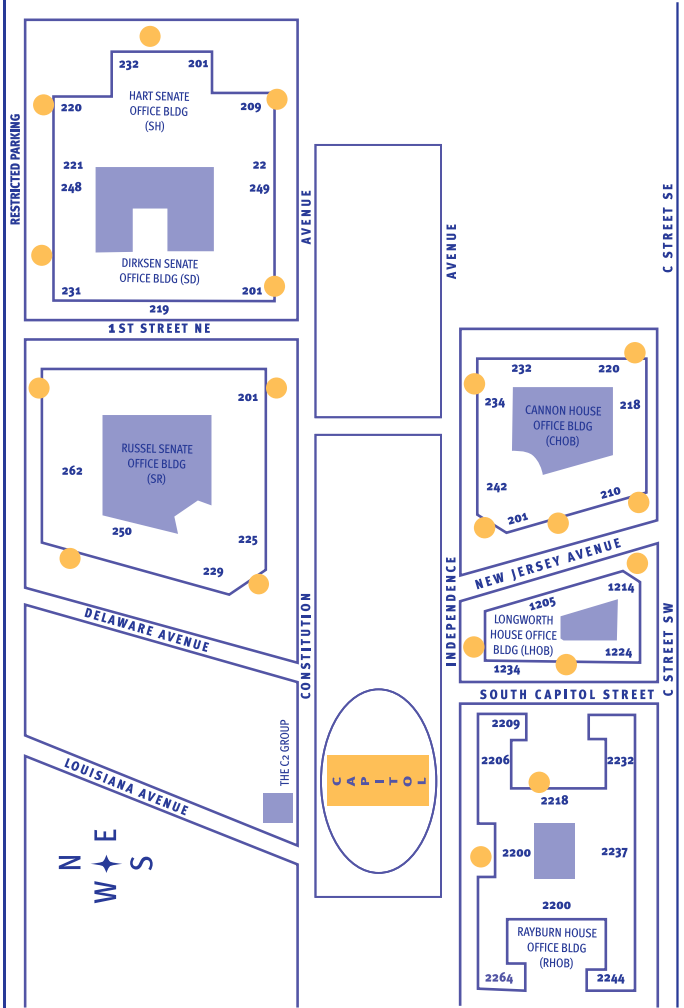 232
201
HART SENATE
OFFICE BLDG
(SH)
220
209
RESTRICTED PARKING
221
22
248
249
DIRKSEN SENATE
OFFICE BLDG (SD)
231
201
219
1ST STREET NE
AVENUE
AVENUE
C STREET SE
201
RUSSEL SENATE
OFFICE BLDG
(SR)
262
250
225
229
232
220
234
218
CANNON HOUSE
OFFICE BLDG
(CHOB)
242
210
201
NEW JERSEY AVENUE
DELAWARE AVENUE
CONSTITUTION
INDEPENDENCE
1205
1214
LONGWORTH
HOUSE OFFICE
BLDG (LHOB)
1224
1234
C STREET SW
SOUTH CAPITOL STREET
LOUISIANA AVENUE
THE C2 GROUP
CAPITOL
2209
2206
2232
2218
2200
2237
2200
RAYBURN HOUSE
OFFICE BLDG
(RHOB)
2264
2244
E
N
S
W